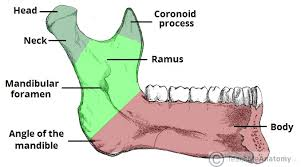 Head
Coronoid
process
Neck
Ramus
Mandibular
foramen
Angle of the
mandible
Body